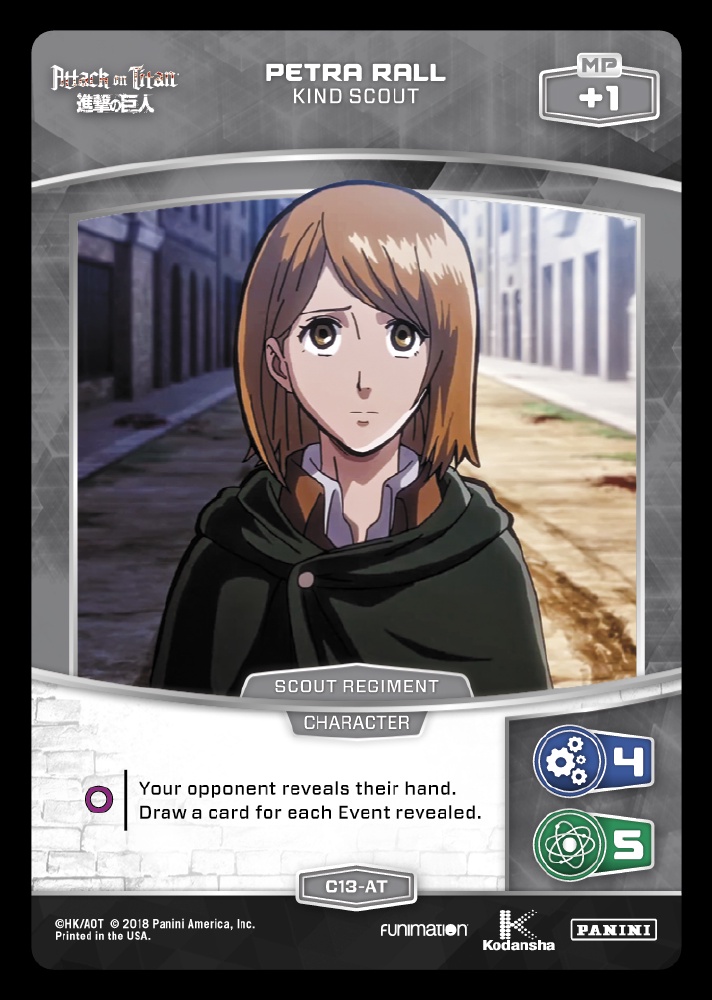 Attack on Titan
進撃の巨人
PETRA RALL
KIND SCOUT
MP
+1
SCOUT REGIMENT
CHARACTER
Your opponent reveals their hand.
Draw a card for each Event revealed.
4
5
C13-AT
©HK/AOT © 2018 Panini America, Inc.
Printed in the USA.
FUNIMATION
Kodansha
PANINI